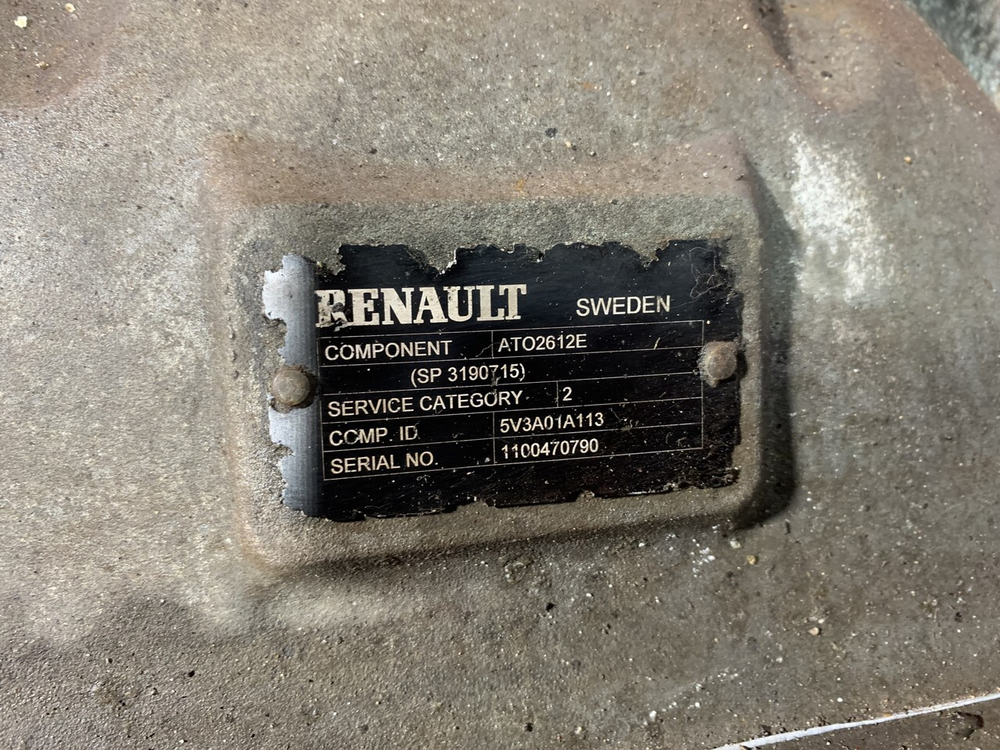 RENAULT SWEDEN
COMPONENT ATO2612E
(SP 3190715)
SERVICE CATEGORY 2
COMP. ID 5V3A01A113
SERIAL NO. 1100470790